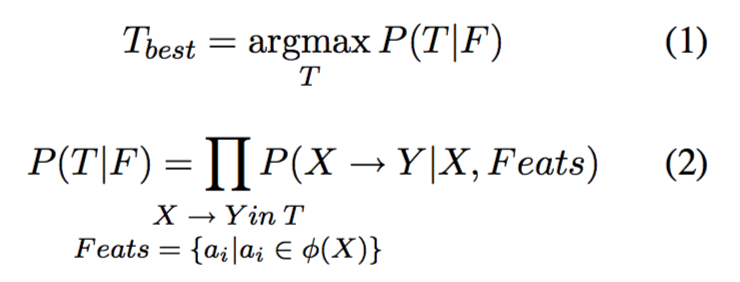 T_best = argmax P(T|F) (1)
T
P(T|F) = ∏ P(X → Y|X, Feats) (2)
X → Y in T
Feats = {a_i|a_i ∈ ϕ(X)}